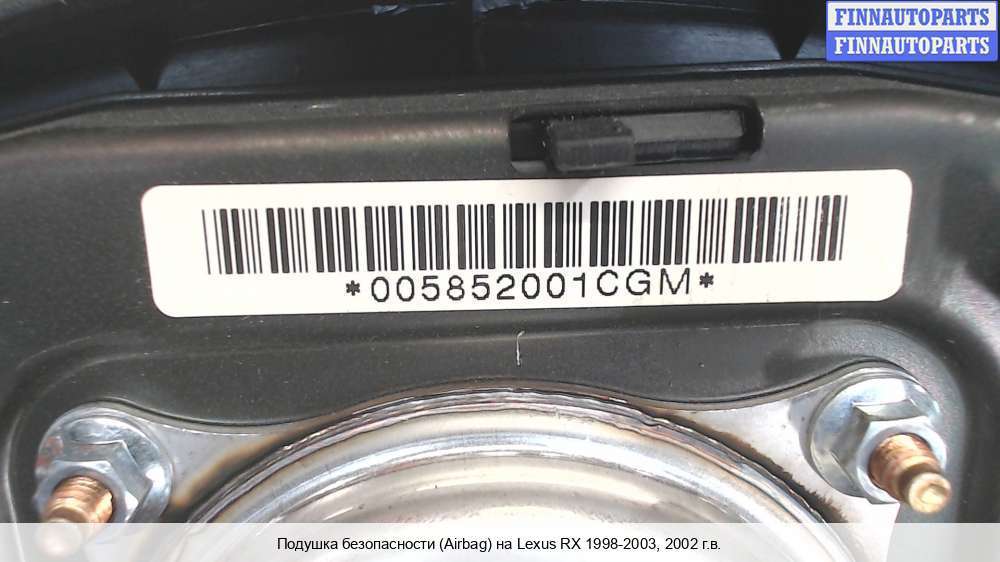 FINNAUTOPARTS
FINNAUTOPARTS
*005852001CGM*
Подушка безопасности (Airbag) на Lexus RX 1998-2003, 2002 г.в.